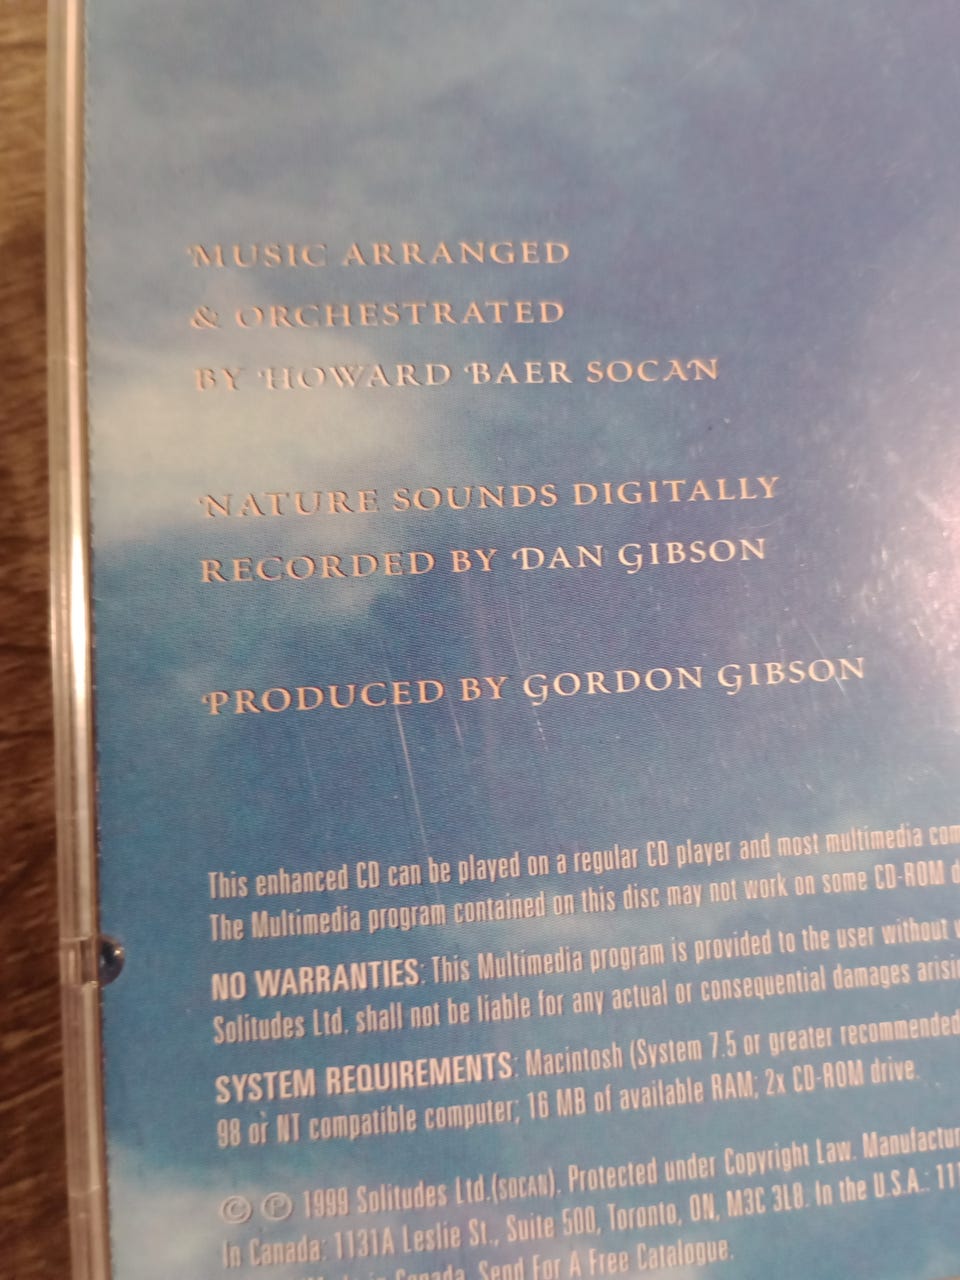 MUSIC ARRANGED
& ORCHESTRATED
BY HOWARD BAER SOCAN
NATURE SOUNDS DIGITALLY
RECORDED BY DAN GIBSON
PRODUCED BY GORDON GIBSON
This enhanced CD can be played on a regular CD player and most multimedia com
The Multimedia program contained on this disc may not work on some CD-ROM d
NO WARRANTIES: This Multimedia program is provided to the user without
Solitudes Ltd. shall not be liable for any actual or consequential damages arisi
SYSTEM REQUIREMENTS: Macintosh (System 7.5 or greater recommended
98 or NT compatible computer; 16 MB of available RAM; 2x CD-ROM drive.
© ℗ 1999 Solitudes Ltd.(SOCAN). Protected under Copyright Law. Manufactur
In Canada: 1131A Leslie St., Suite 500, Toronto, ON, M3C 3L8. In the U.S.A.: 11
Made in Canada. Send For A Free Catalogue.